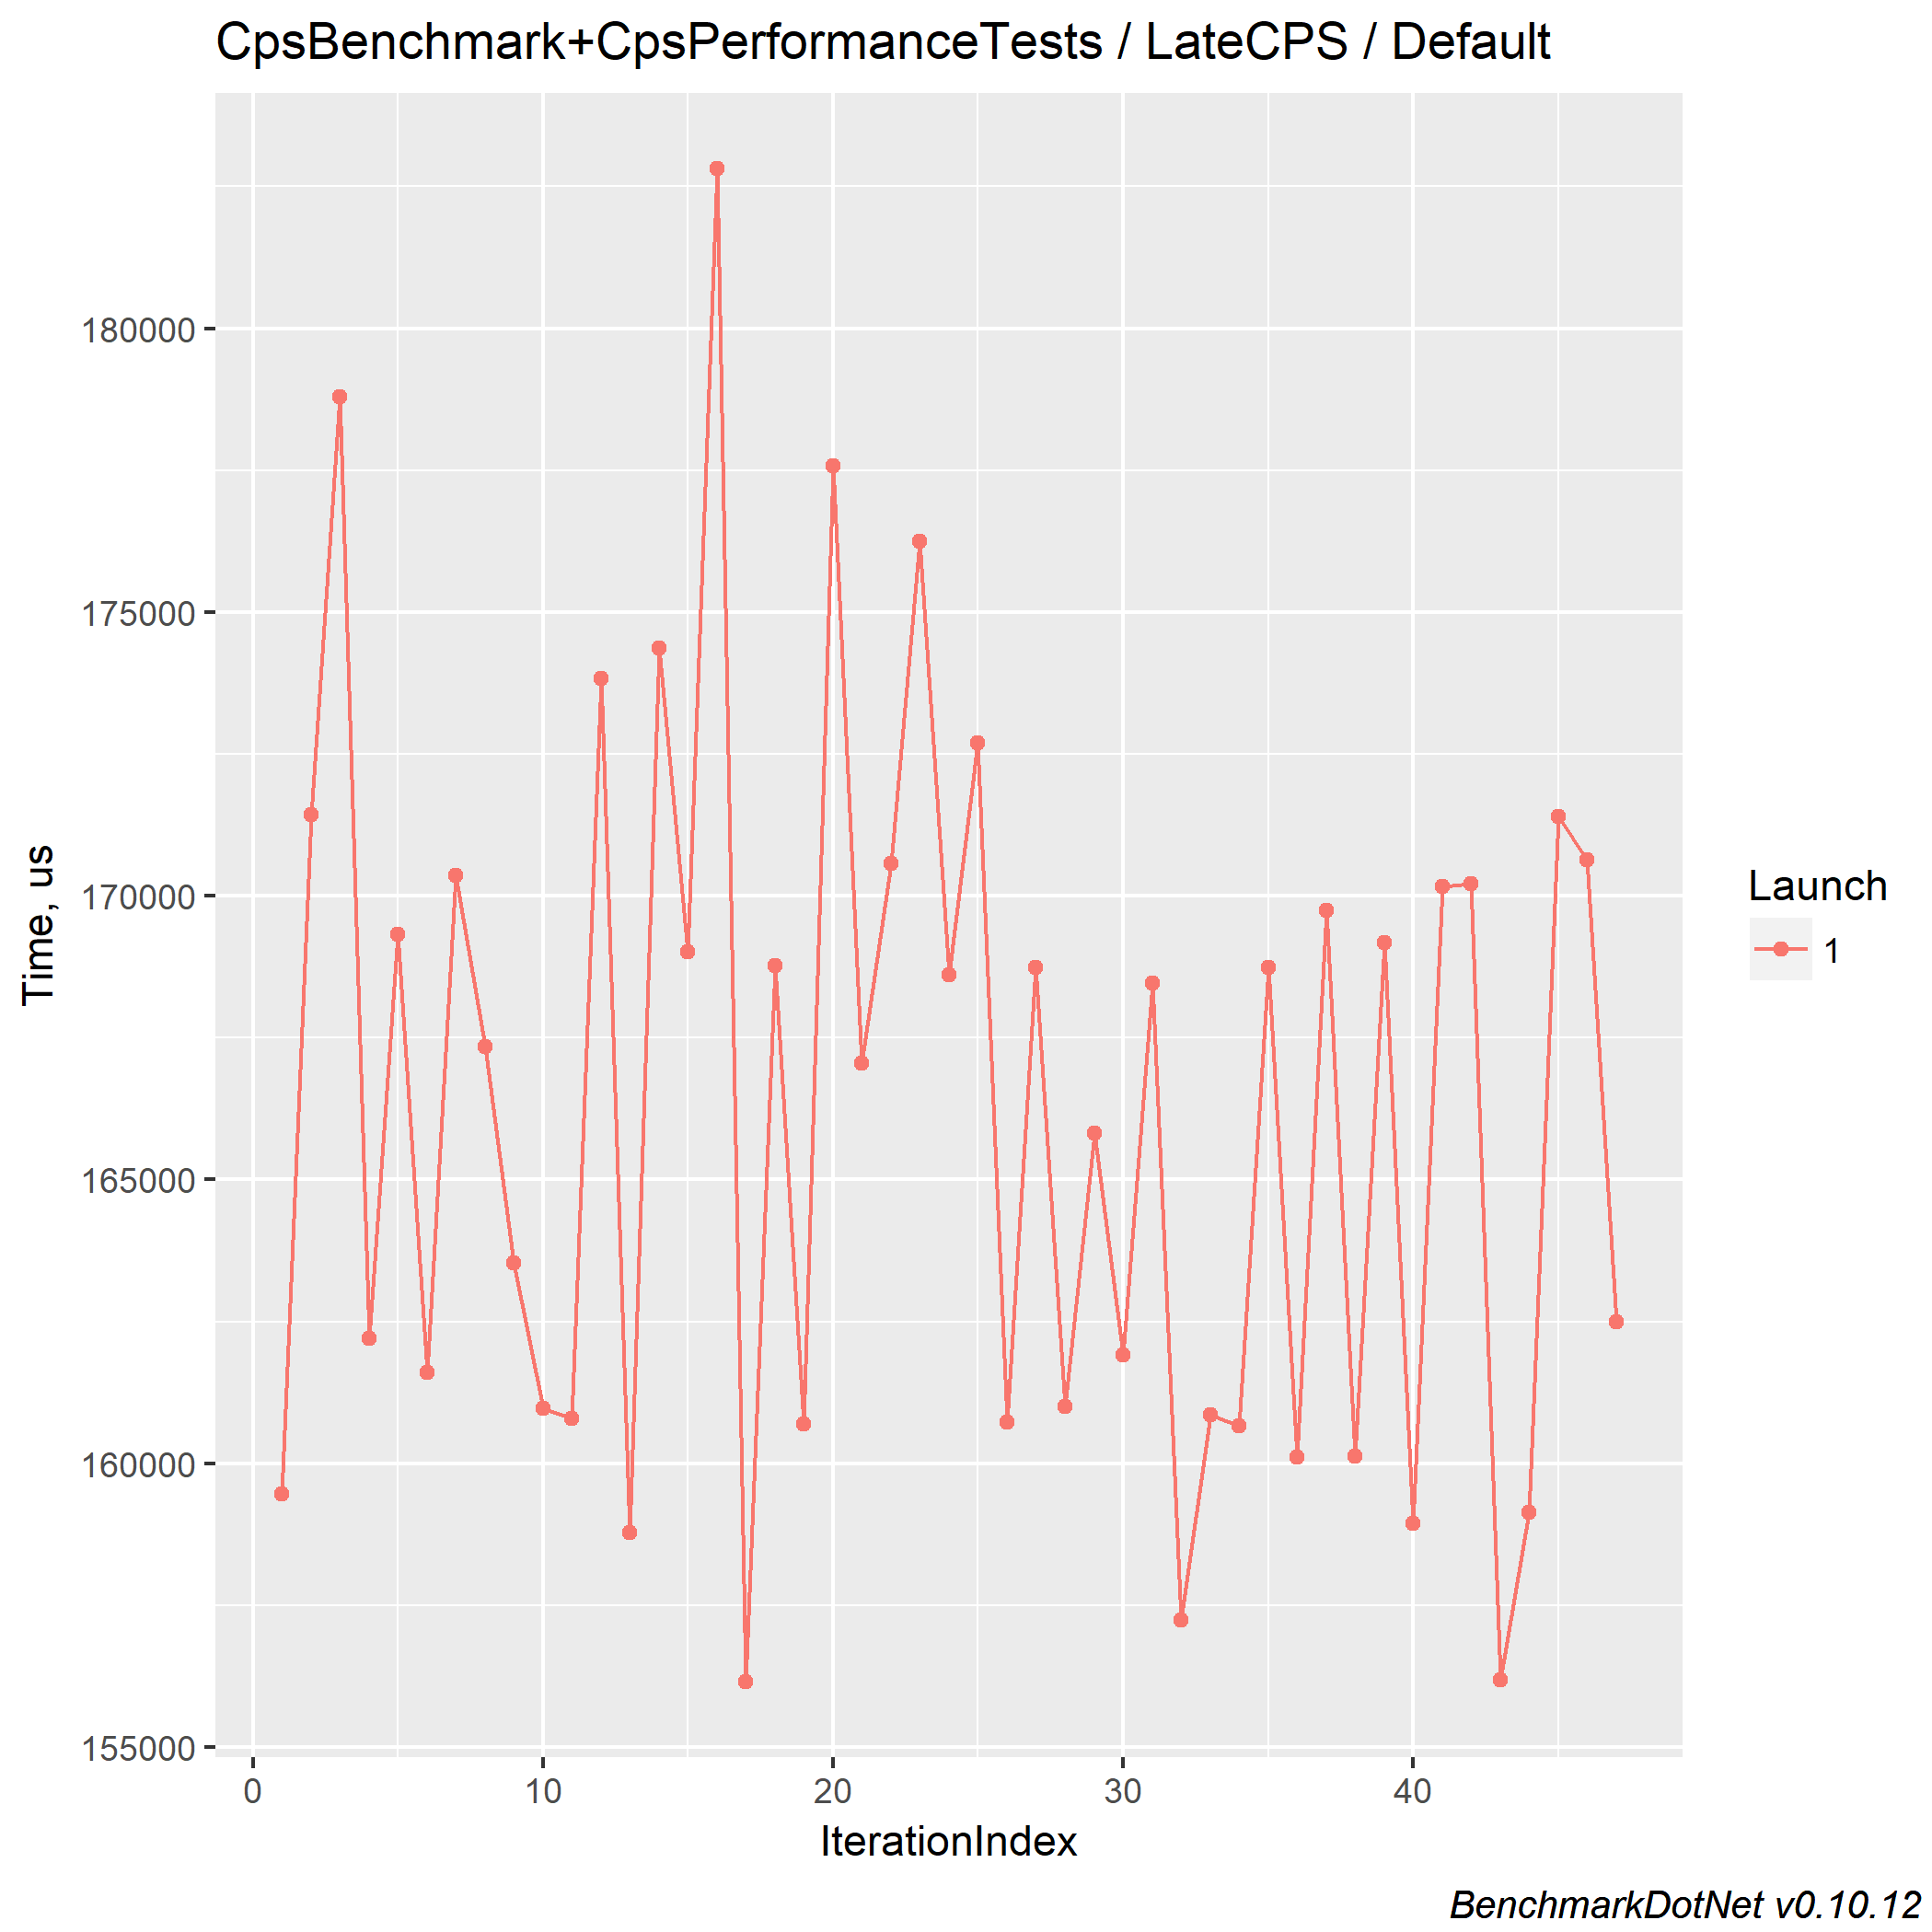 CpsBenchmark+CpsPerformanceTests / LateCPS / Default
Time, us
180000
175000
170000
165000
160000
155000
0 10 20 30 40
IterationIndex
Launch
1
BenchmarkDotNet v0.10.12